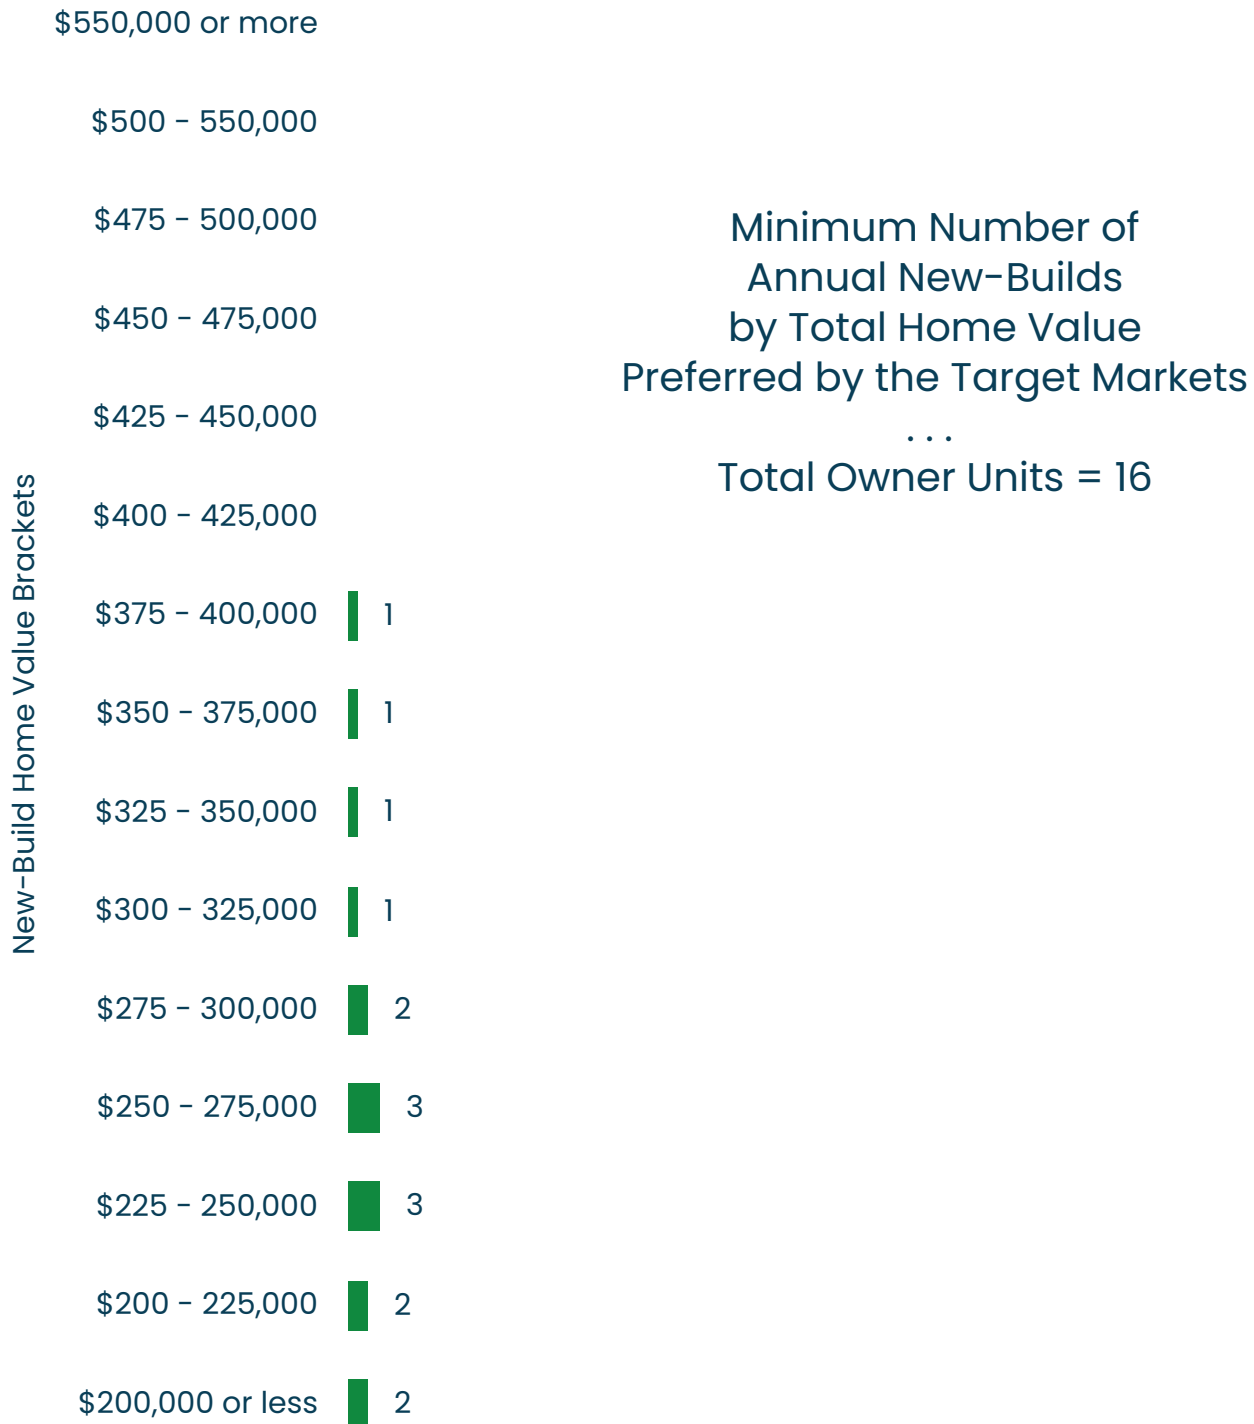 $550,000 or more
$500 - 550,000
$475 - 500,000
Minimum Number of
Annual New-Builds
by Total Home Value
Preferred by the Target Markets
. . .
Total Owner Units = 16
$450 - 475,000
$425 - 450,000
$400 - 425,000
New-Build Home Value Brackets
$375 - 400,000 1
$350 - 375,000 1
$325 - 350,000 1
$300 - 325,000 1
$275 - 300,000 2
$250 - 275,000 3
$225 - 250,000 3
$200 - 225,000 2
$200,000 or less 2